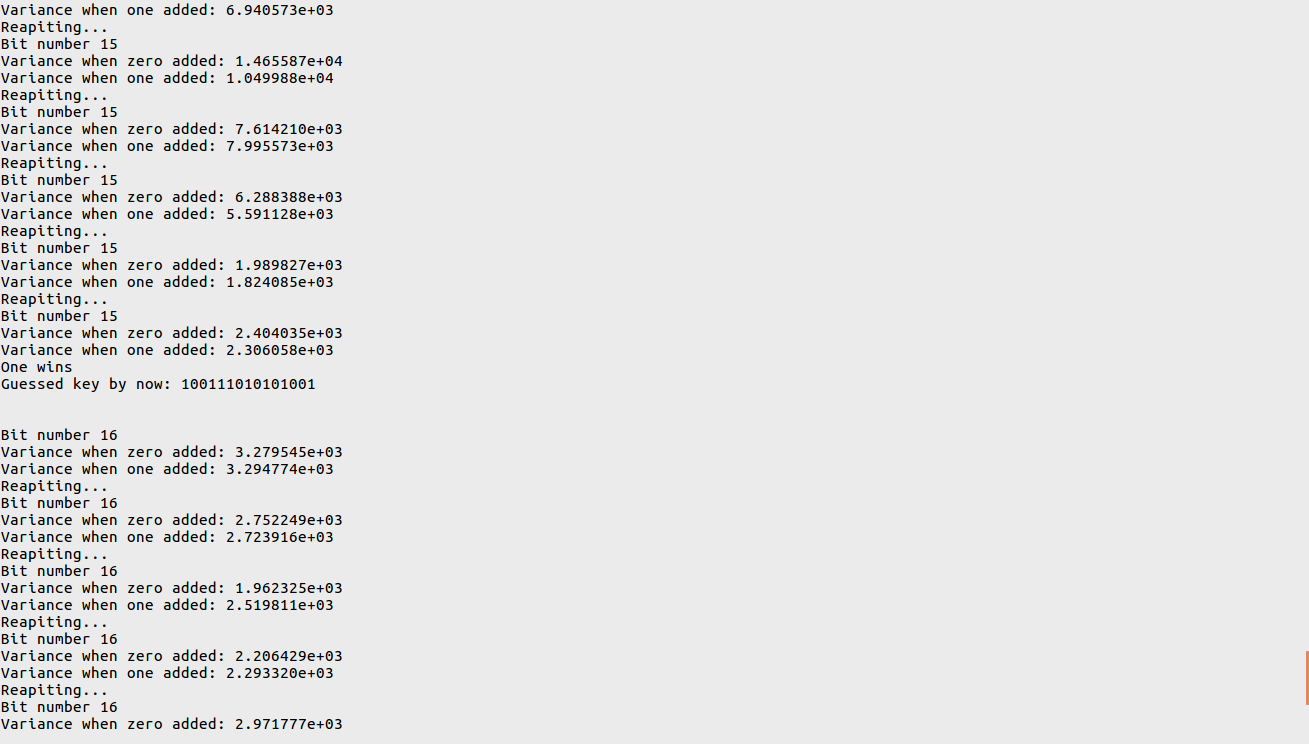 Variance when one added: 6.940573e+03
Reapiting...
Bit number 15
Variance when zero added: 1.465587e+04
Variance when one added: 1.049988e+04
Reapiting...
Bit number 15
Variance when zero added: 7.614210e+03
Variance when one added: 7.995573e+03
Reapiting...
Bit number 15
Variance when zero added: 6.288388e+03
Variance when one added: 5.591128e+03
Reapiting...
Bit number 15
Variance when zero added: 1.989827e+03
Variance when one added: 1.824085e+03
Reapiting...
Bit number 15
Variance when zero added: 2.404035e+03
Variance when one added: 2.306058e+03
One wins
Guessed key by now: 100111010101001
Bit number 16
Variance when zero added: 3.279545e+03
Variance when one added: 3.294774e+03
Reapiting...
Bit number 16
Variance when zero added: 2.752249e+03
Variance when one added: 2.723916e+03
Reapiting...
Bit number 16
Variance when zero added: 1.962325e+03
Variance when one added: 2.519811e+03
Reapiting...
Bit number 16
Variance when zero added: 2.206429e+03
Variance when one added: 2.293320e+03
Reapiting...
Bit number 16
Variance when zero added: 2.971777e+03